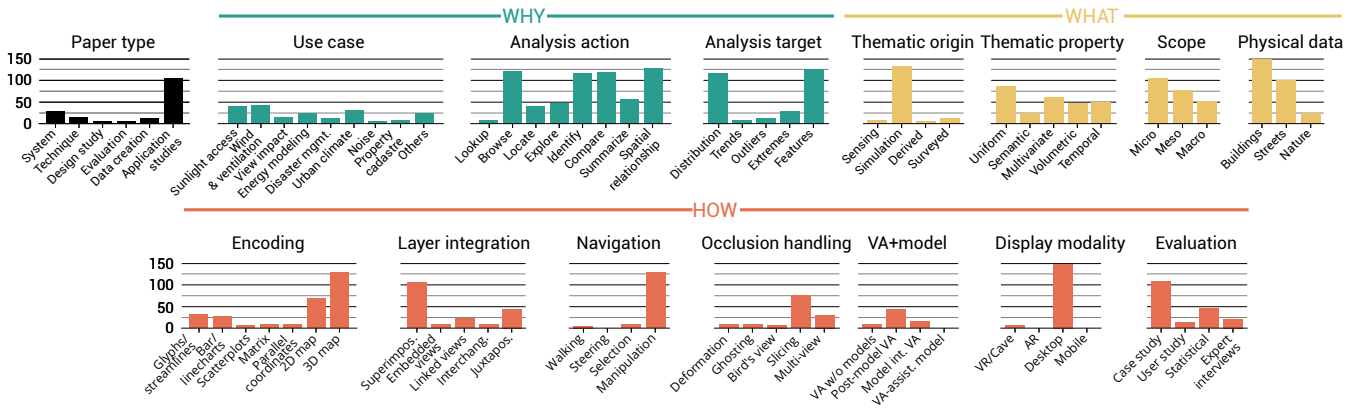 WHY
WHAT
Paper type
Use case
Analysis action
Analysis target
Thematic origin
Thematic property
Scope
Physical data
150
100
50
0
System
Technique
Design study
Evaluation
Data creation
Application
studies
Sunlight access
Wind
& ventilation
View impact
Energy modeling
Disaster mgmt.
Urban climate
Noise
Property
cadastre
Others
Lookup
Browse
Locate
Explore
Identify
Compare
Summarize
Spatial
relationship
Distribution
Trends
Outliers
Extremes
Features
Sensing
Simulation
Derived
Surveyed
Uniform
Semantic
Multivariate
Volumetric
Temporal
Micro
Meso
Macro
Buildings
Streets
Nature
HOW
Encoding
Layer integration
Navigation
Occlusion handling
VA+model
Display modality
Evaluation
150
100
50
0
Glyphs/
streamlines
Bar/
linecharts
Scatterplots
Matrix
Parallel
coordinates
2D map
3D map
Superimpos.
Embedded
views
Linked views
Interchang.
Juxtapos.
Walking
Steering
Selection
Manipulation
Deformation
Ghosting
Bird's view
Slicing
Multi-view
VA w/o models
Post-model VA
Model int. VA
VA-assist. model
VR/Cave
AR
Desktop
Mobile
Case study
User study
Statistical
Expert
interviews